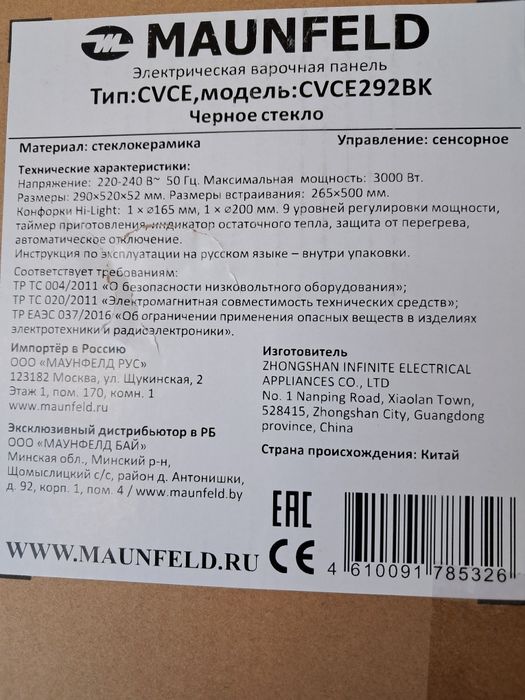 MAUNFELD
Электрическая варочная панель
Тип:CVCE,модель:CVCE292BK
Черное стекло
Материал: стеклокерамика
Управление: сенсорное
Технические характеристики:
Напряжение: 220-240 В~ 50 Гц. Максимальная мощность: 3000 Вт.
Размеры: 290×520×52 мм. Размеры встраивания: 265×500 мм.
Конфорки Hi-Light: 1 × ⌀165 мм, 1 × ⌀200 мм. 9 уровней регулировки мощности,
таймер приготовления, индикатор остаточного тепла, защита от перегрева,
автоматическое отключение.
Инструкция по эксплуатации на русском языке – внутри упаковки.
Соответствует требованиям:
ТР ТС 004/2011 «О безопасности низковольтного оборудования»;
ТР ТС 020/2011 «Электромагнитная совместимость технических средств»;
ТР ЕАЭС 037/2016 «Об ограничении применения опасных веществ в изделиях
электротехники и радиоэлектроники».
Импортёр в Россию
ООО «МАУНФЕЛД РУС»
123182 Москва, ул. Щукинская, 2
Этаж 1, пом. 170, комн. 1
www.maunfeld.ru
Эксклюзивный дистрибьютор в РБ
ООО «МАУНФЕЛД БАЙ»
Минская обл., Минский р-н,
Щомыслицкий с/с, район д. Антонишки,
д. 92, корп. 1, пом. 4 / www.maunfeld.by
Изготовитель
ZHONGSHAN INFINITE ELECTRICAL
APPLIANCES CO., LTD
No. 1 Nanping Road, Xiaolan Town,
528415, Zhongshan City, Guangdong
province, China
Страна происхождения: Китай
EAC
WWW.MAUNFELD.RU
CE
4 610091 785326